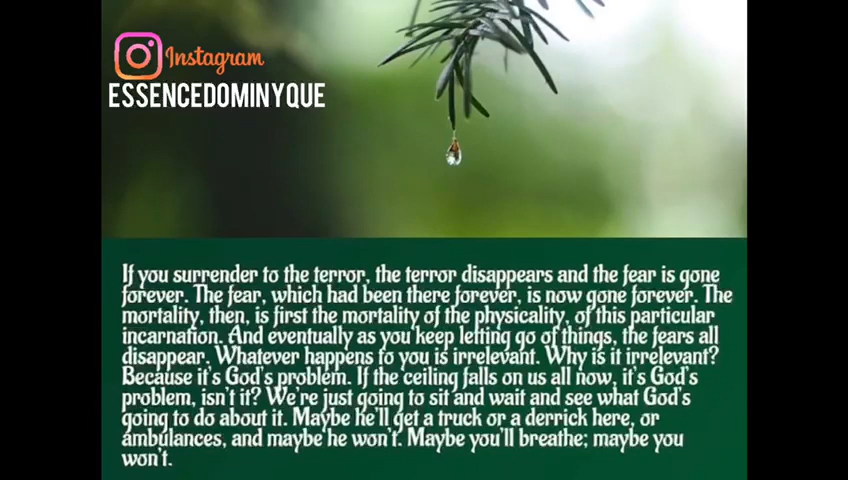 Instagram
ESSENCEDOMINYQUE
If you surrender to the terror, the terror disappears and the fear is gone
forever. The fear, which had been there forever, is now gone forever. The
mortality, then, is first the mortality of the physicality, of this particular
incarnation. And eventually as you keep letting go of things, the fears all
disappear. Whatever happens to you is irrelevant. Why is it irrelevant?
Because it's God's problem. If the ceiling falls on us all now, it's God's
problem, isn't it? We're just going to sit and wait and see what God's
going to do about it. Maybe he'll get a truck or a derrick here, or
ambulances, and maybe he won't. Maybe you'll breathe; maybe you
won't.